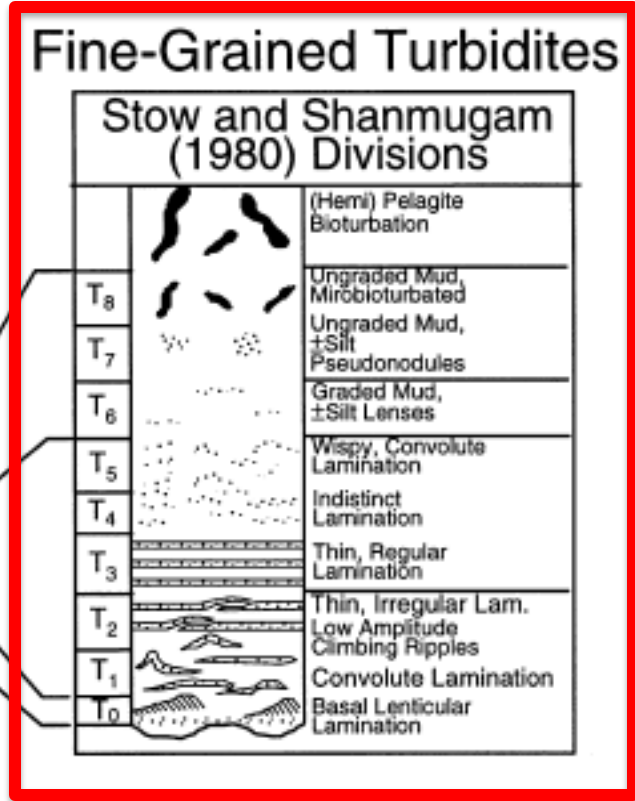 Fine-Grained Turbidites
Stow and Shanmugam
(1980) Divisions
(Hemi) Pelagite
Bioturbation
T8
Ungraded Mud,
Mirobioturbated
T7
Ungraded Mud,
±Silt
Pseudonodules
T6
Graded Mud,
±Silt Lenses
T5
Wispy, Convolute
Lamination
T4
Indistinct
Lamination
T3
Thin, Regular
Lamination
T2
Thin, Irregular Lam.
Low Amplitude
Climbing Ripples
T1
Convolute Lamination
T0
Basal Lenticular
Lamination